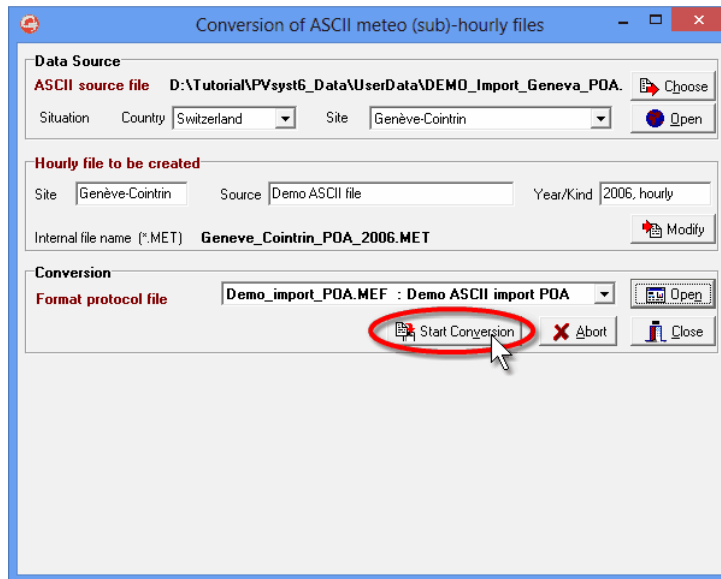 Conversion of ASCII meteo (sub)-hourly files
Data Source
ASCII source file D:\Tutorial\PVsyst6_Data\UserData\DEMO_Import_Geneva_POA. Choose
Situation Country Switzerland Site Genève-Cointrin Open
Hourly file to be created
Site Genève-Cointrin Source Demo ASCII file Year/Kind 2006, hourly
Internal file name (*.MET) Geneve_Cointrin_POA_2006.MET Modify
Conversion
Format protocol file Demo_import_POA.MEF : Demo ASCII import POA Open
Start Conversion Abort Close